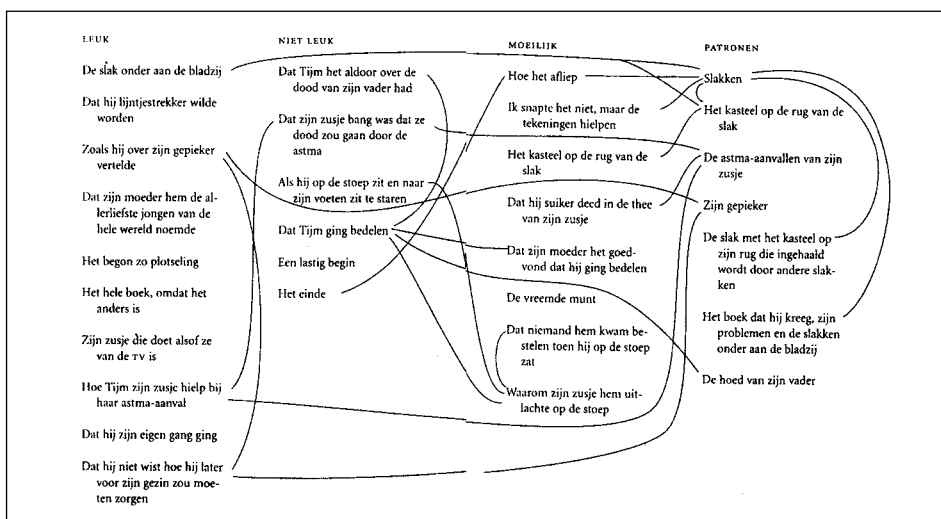 LEUK
De slak onder aan de bladzij
Dat hij lijntjestrekker wilde
worden
Zoals hij over zijn gepieker
vertelde
Dat zijn moeder hem de al-
lerliefste jongen van de
hele wereld noemde
Het begon zo plotseling
Het hele boek, omdat het
anders is
Zijn zusje die doet alsof ze
van de TV is
Hoe Tijm zijn zusje hielp bij
haar astma-aanval
Dat hij zijn eigen gang ging
Dat hij niet wist hoe hij later
voor zijn gezin zou moe-
ten zorgen
NIET LEUK
Dat Tijm het aldoor over de
dood van zijn vader had
Dat zijn zusje bang was dat ze
dood zou gaan door de
astma
Als hij op de stoep zit en naar
zijn voeten zit te staren
Dat Tijm ging bedelen
Een lastig begin
Het einde
MOEILIJK
Hoe het afliep
Ik snapte het niet, maar de
tekeningen hielpen
Het kasteel op de rug van de
slak
Dat hij suiker deed in de thee
van zijn zusje
Dat zijn moeder het goed-
vond dat hij ging bedelen
De vreemde munt
Dat niemand hem kwam be-
stelen toen hij op de stoep
zat
Waarom zijn zusje hem uit-
lachte op de stoep
PATRONEN
Slakken
Het kasteel op de rug van de
slak
De astma-aanvallen van zijn
zusje
Zijn gepieker
De slak met het kasteel op
zijn rug die ingehaald
wordt door andere slak-
ken
Het boek dat hij kreeg, zijn
problemen en de slakken
onder aan de bladzij
De hoed van zijn vader